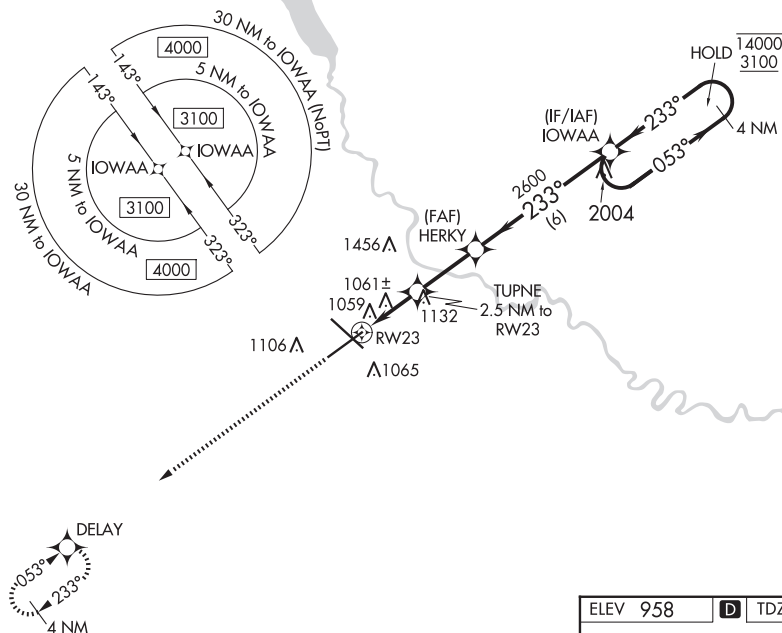 30 NM to IOWAA (NoPT)
4000
143°
5 NM to IOWAA
3100
IOWAA
323°
143°
IOWAA
5 NM to IOWAA
3100
323°
30 NM to IOWAA
4000
HOLD
14000
3100
(IF/IAF)
IOWAA
233°
4 NM
053°
2600
233°
(6)
2004
(FAF)
HERKY
1456
1061±
1059
TUPNE
2.5 NM to
RW23
1132
RW23
1106
1065
DELAY
053°
233°
4 NM
ELEV 958
D
TDZ